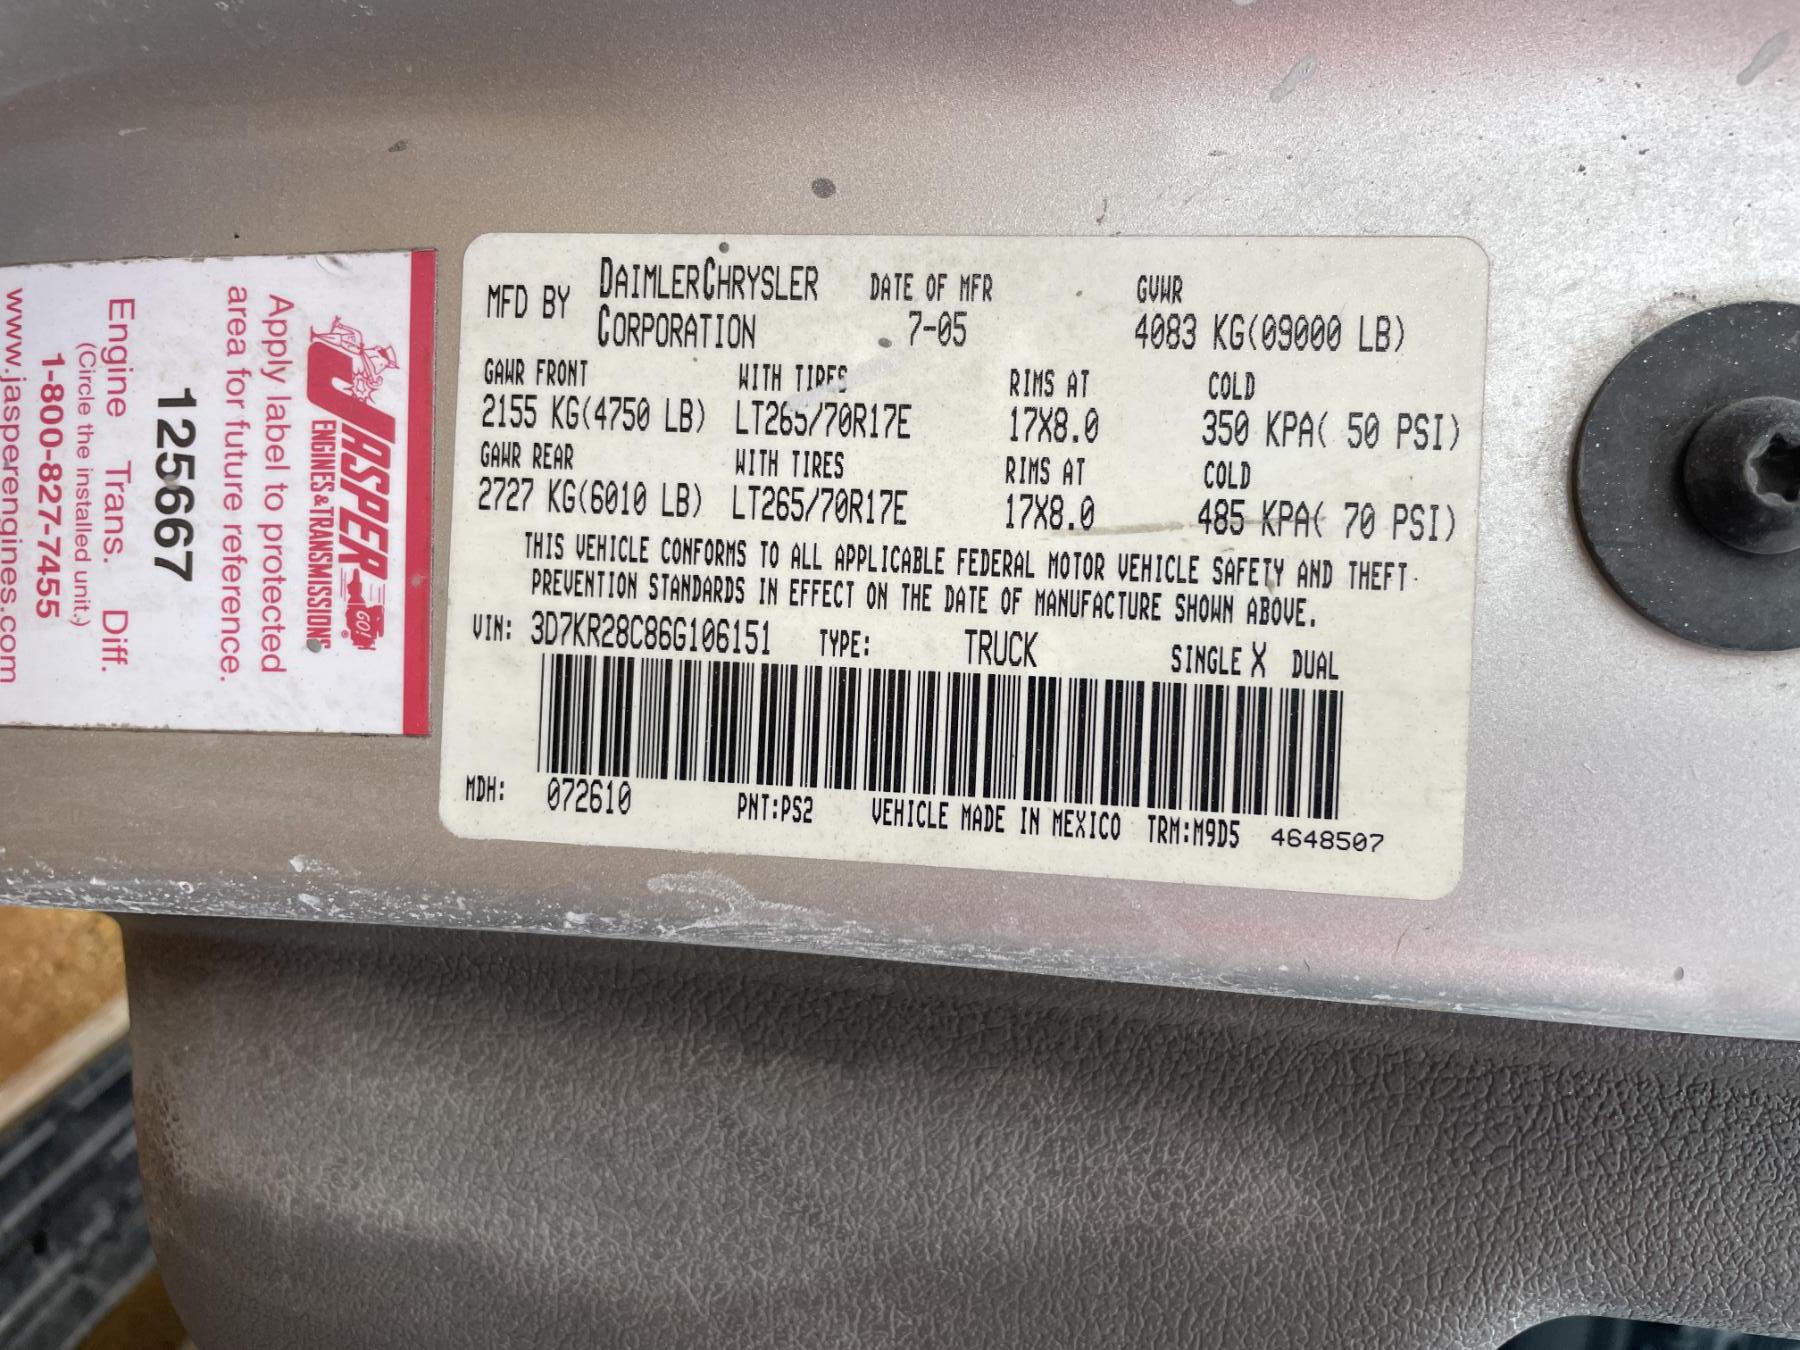 MFD BY DAIMLERCHRYSLER CORPORATION
DATE OF MFR
7-05
GVWR
4083 KG(09000 LB)
GAWR FRONT WITH TIRES RIMS AT COLD
2155 KG(4750 LB) LT265/70R17E 17X8.0 350 KPA( 50 PSI)
GAWR REAR WITH TIRES RIMS AT COLD
2727 KG(6010 LB) LT265/70R17E 17X8.0 485 KPA( 70 PSI)
THIS VEHICLE CONFORMS TO ALL APPLICABLE FEDERAL MOTOR VEHICLE SAFETY AND THEFT
PREVENTION STANDARDS IN EFFECT ON THE DATE OF MANUFACTURE SHOWN ABOVE.
VIN: 3D7KR28C86G106151 TYPE: TRUCK SINGLE X DUAL
MDH: 072610 PNT:PS2 VEHICLE MADE IN MEXICO TRM:M9D5 4648507
JASPER
ENGINES & TRANSMISSIONS
GO!
®
Apply label to protected
area for future reference.
125667
Engine Trans. Diff.
(Circle the installed unit.)
1-800-827-7455
www.jasperengines.com